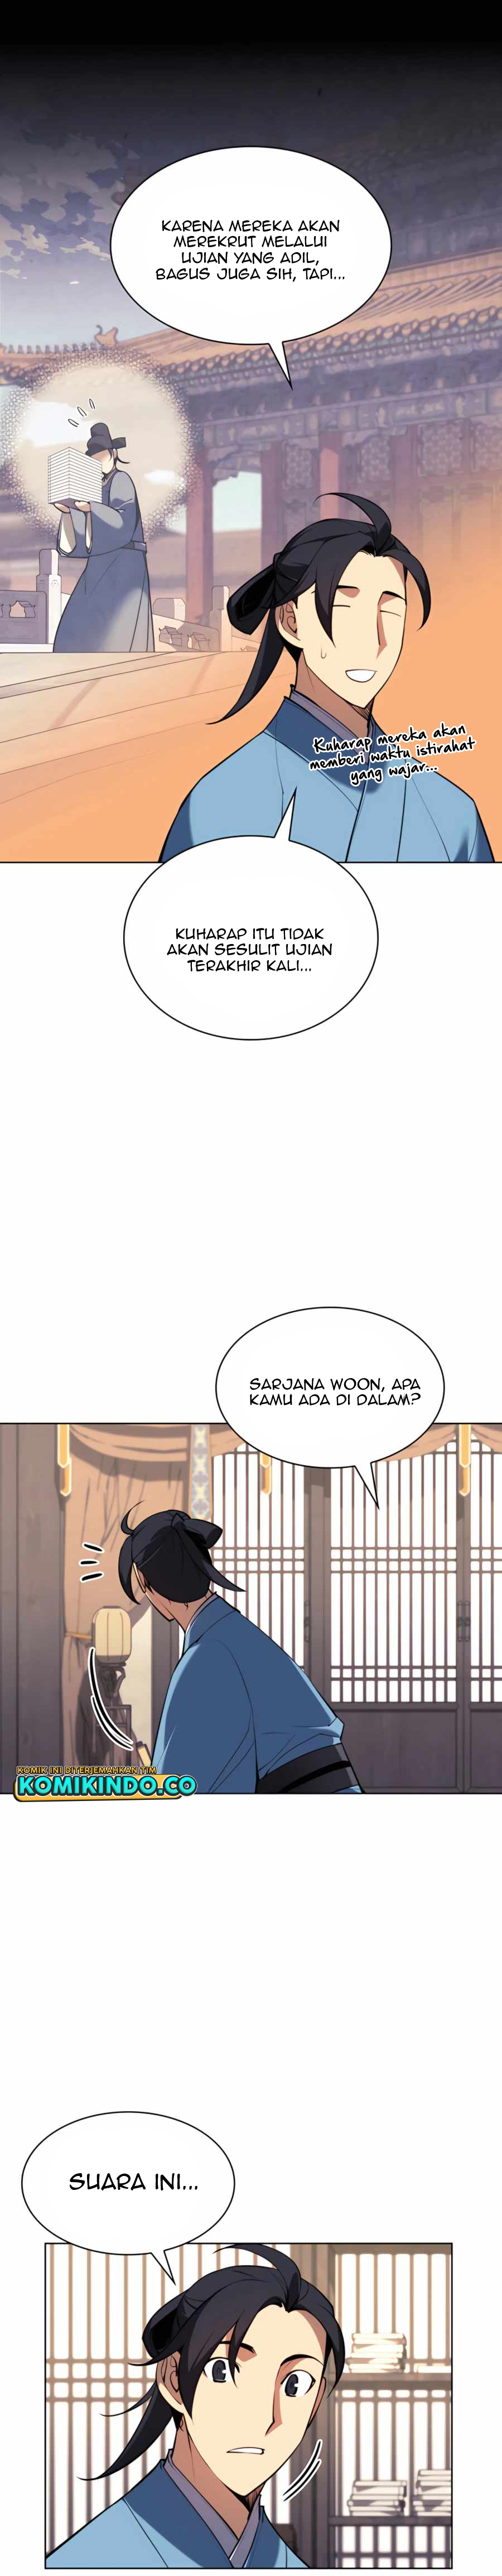 KARENA MEREKA AKAN
MEREKRUT MELALUI
UJIAN YANG ADIL,
BAGUS JUGA SIH, TAPI...
Kuharap mereka akan
memberi waktu istirahat
yang wajar...
KUHARAP ITU TIDAK
AKAN SESULIT UJIAN
TERAKHIR KALI...
SARJANA WOON, APA
KAMU ADA DI DALAM?
KOMIK INI DITERJEMAHKAN TIM
KOMIKINDO.CO
SUARA INI...